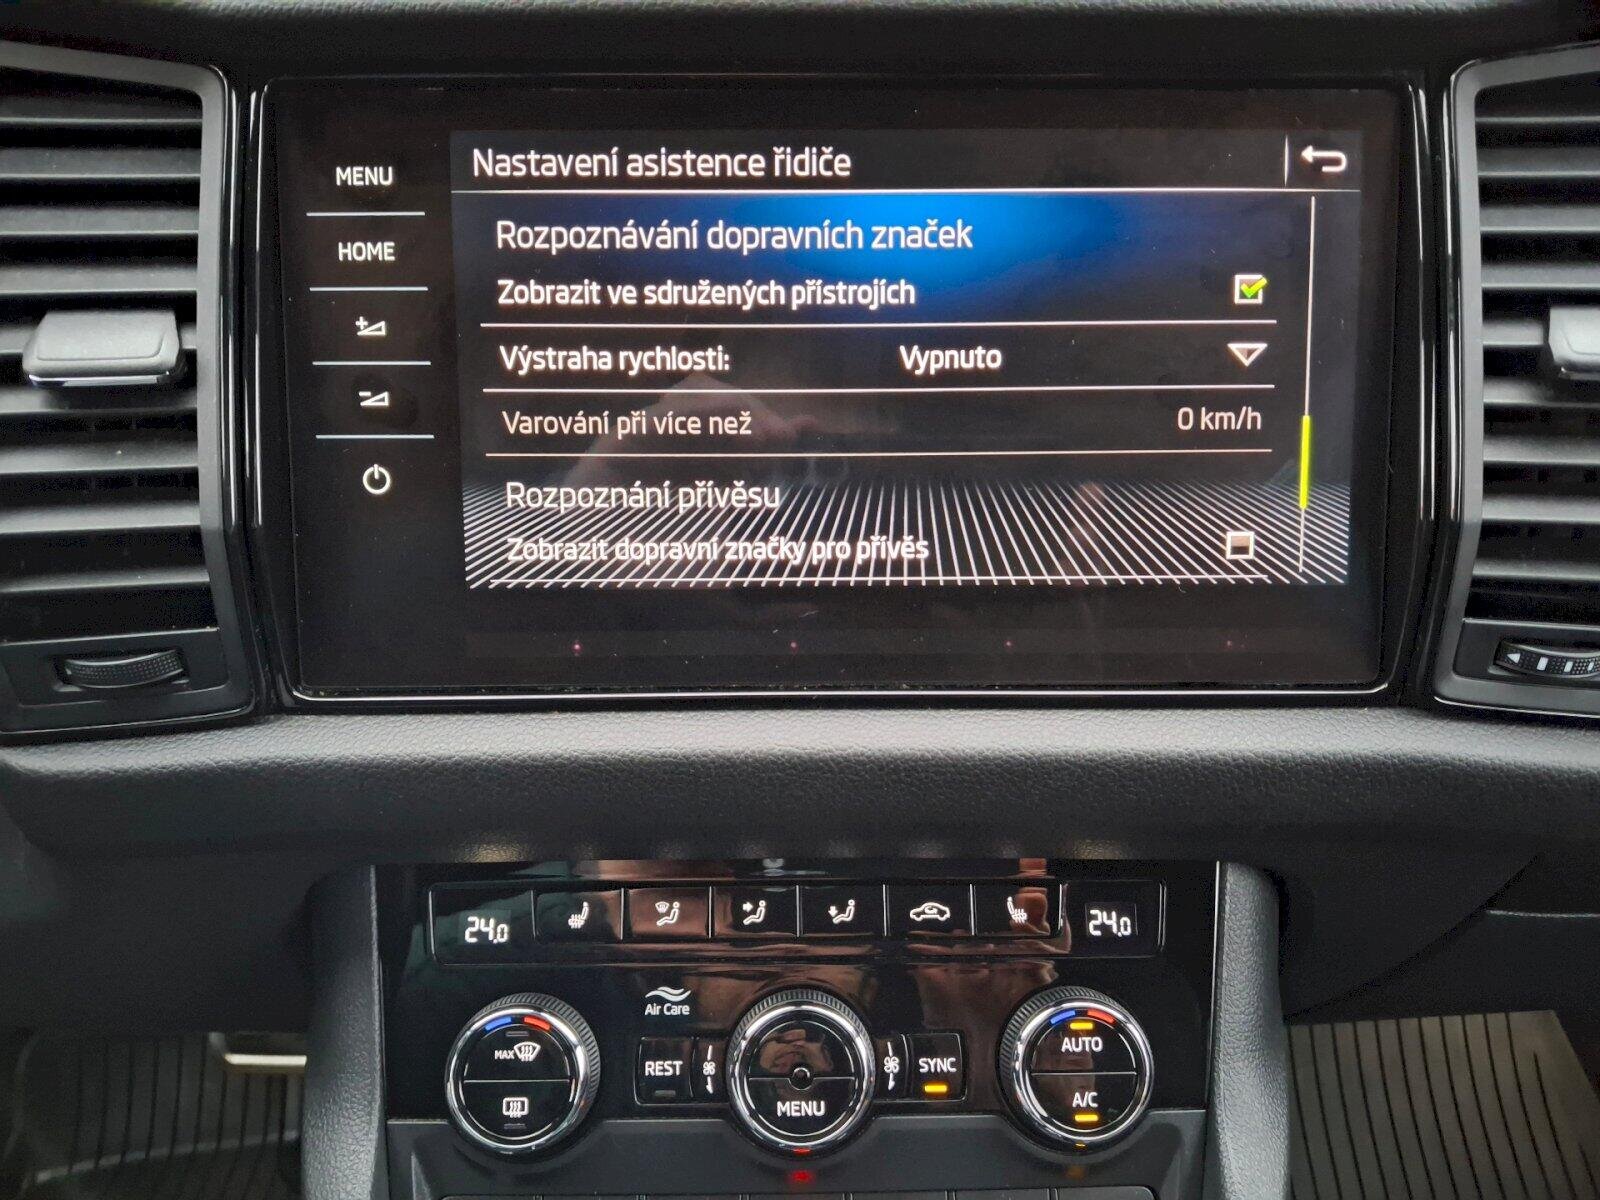 MENU
HOME
Nastavení asistence řidiče
Rozpoznávání dopravních značek
Zobrazit ve sdružených přístrojích
Výstraha rychlosti: Vypnuto
Varování při více než 0 km/h
Rozpoznání přívěsu
Zobrazit dopravní značky pro přívěs
24,0
24,0
Air Care
MAX
REST
MENU
SYNC
AUTO
A/C